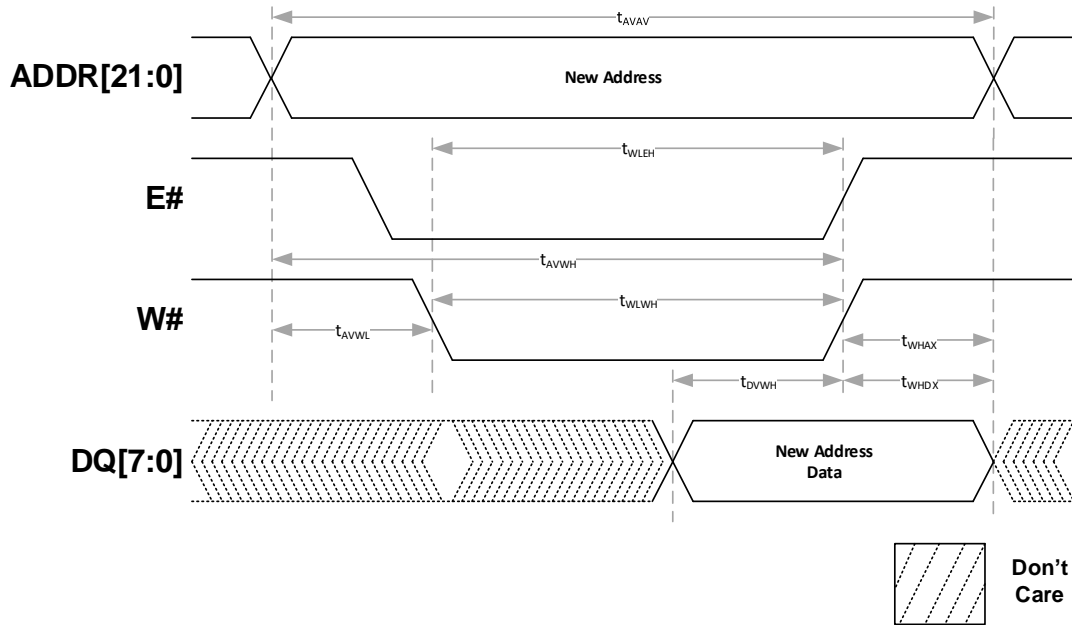 tAVAV
ADDR[21:0]
New Address
tWLEH
E#
tAVWH
tWLWH
W#
tAVWL
tWHAX
tDVWH
tWHDX
DQ[7:0]
New Address
Data
Don't
Care